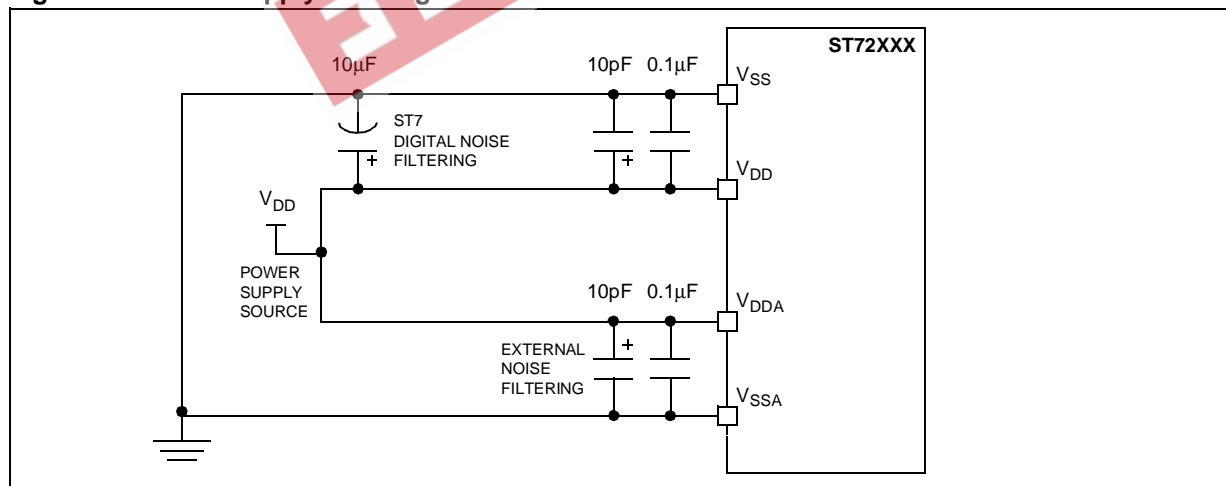 ST72XXX
10μF
10pF 0.1μF
VSS
ST7
DIGITAL NOISE
FILTERING
+
+
VDD
VDD
POWER
SUPPLY
SOURCE
10pF 0.1μF
VDDA
EXTERNAL
NOISE
FILTERING
+
VSSA